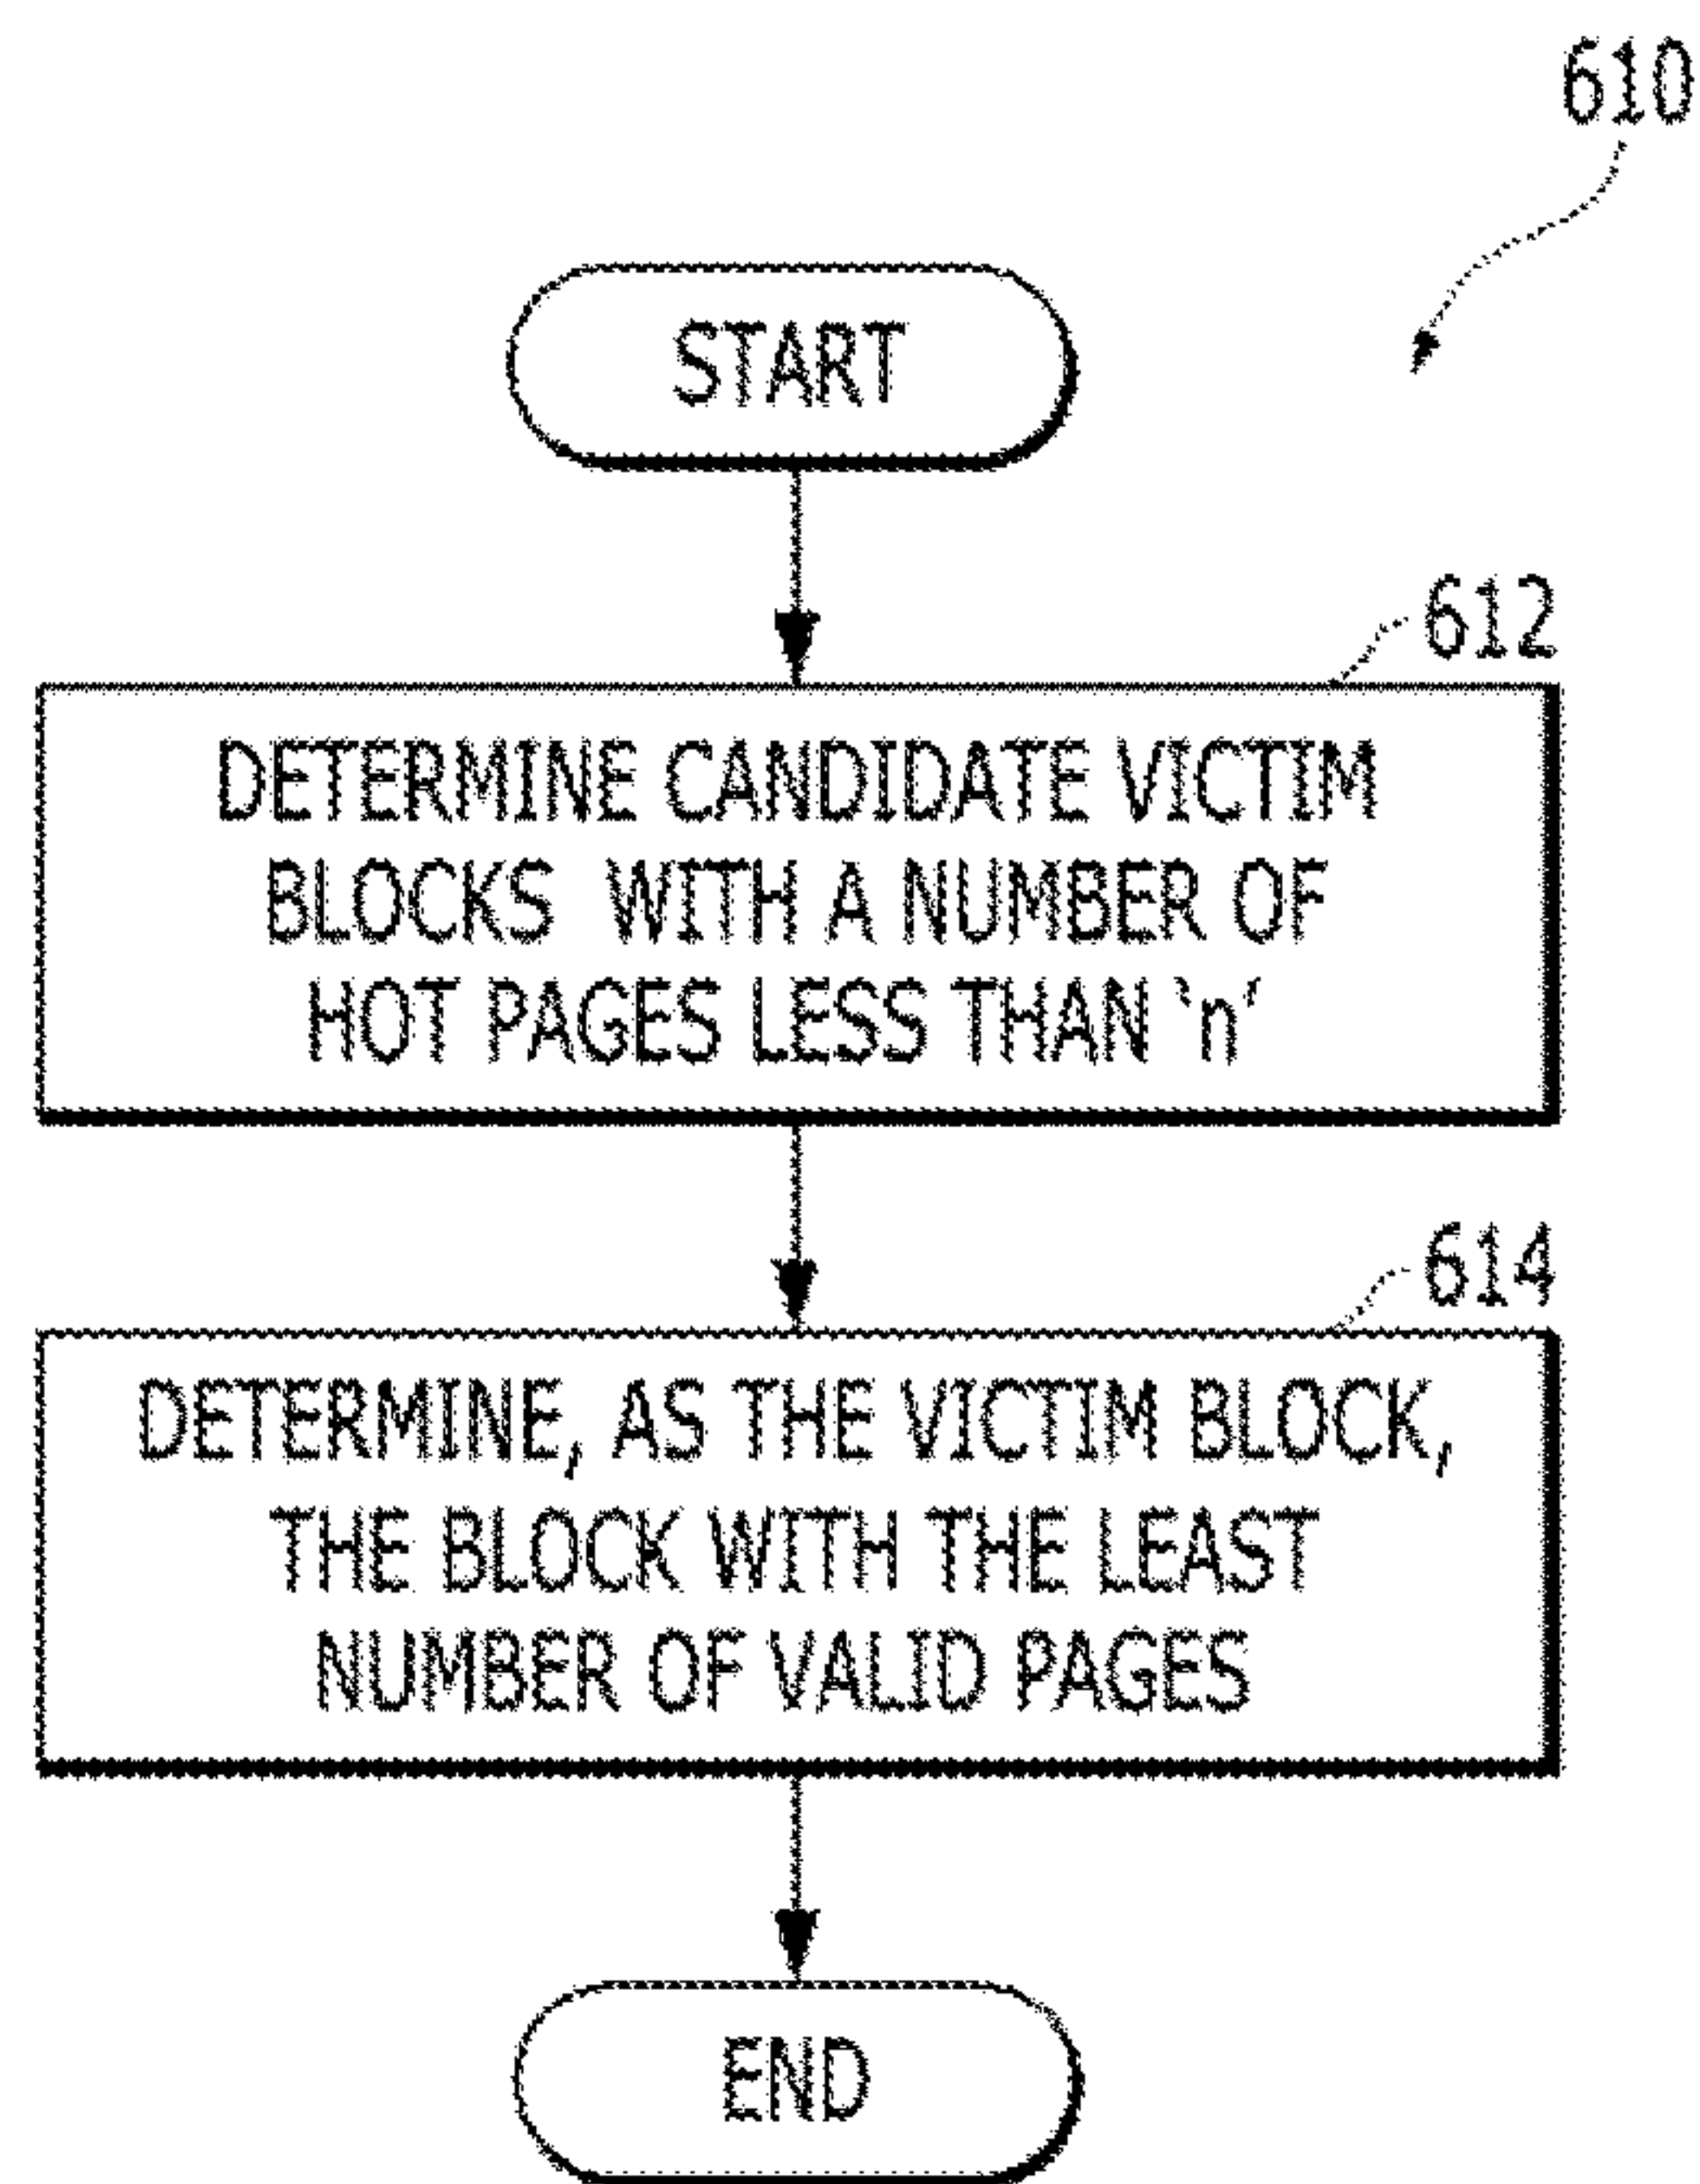 610
START
612
DETERMINE CANDIDATE VICTIM
BLOCKS WITH A NUMBER OF
HOT PAGES LESS THAN ‘n’
614
DETERMINE, AS THE VICTIM BLOCK,
THE BLOCK WITH THE LEAST
NUMBER OF VALID PAGES
END